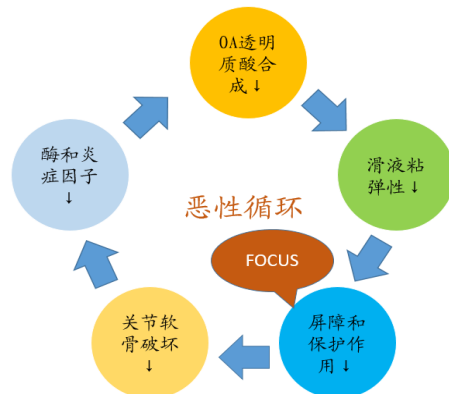 OA透明
质酸合
成↓
滑液粘
弹性↓
屏障和
保护作
用↓
关节软
骨破坏
↓
酶和炎
症因子
↓
恶性循环
FOCUS